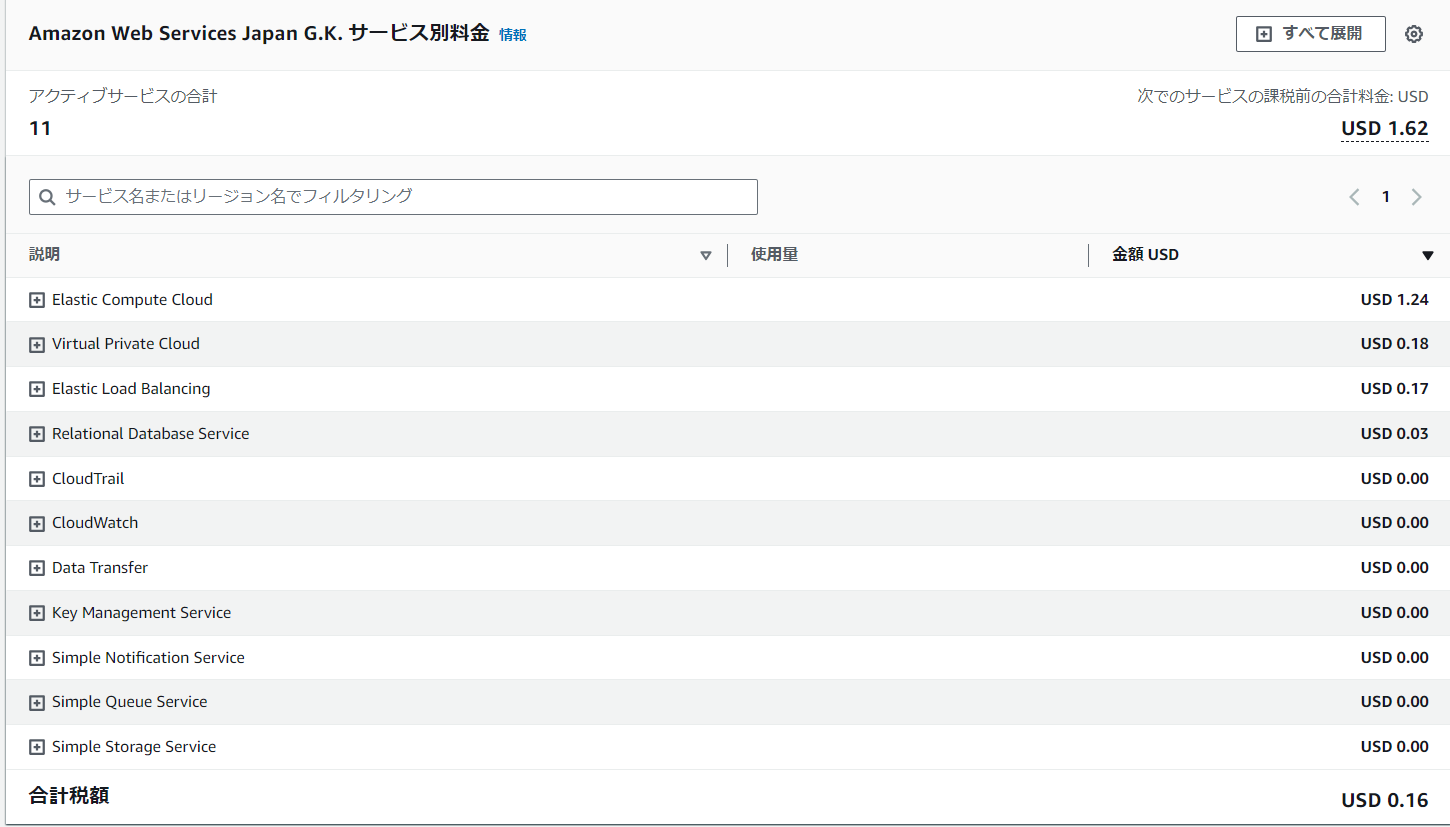 Amazon Web Services Japan G.K. サービス別料金 情報
すべて展開
アクティブサービスの合計
次でのサービスの課税前の合計料金: USD
11
USD 1.62
サービス名またはリージョン名でフィルタリング
1
説明 使用量 金額 USD
Elastic Compute Cloud USD 1.24
Virtual Private Cloud USD 0.18
Elastic Load Balancing USD 0.17
Relational Database Service USD 0.03
CloudTrail USD 0.00
CloudWatch USD 0.00
Data Transfer USD 0.00
Key Management Service USD 0.00
Simple Notification Service USD 0.00
Simple Queue Service USD 0.00
Simple Storage Service USD 0.00
合計税額 USD 0.16